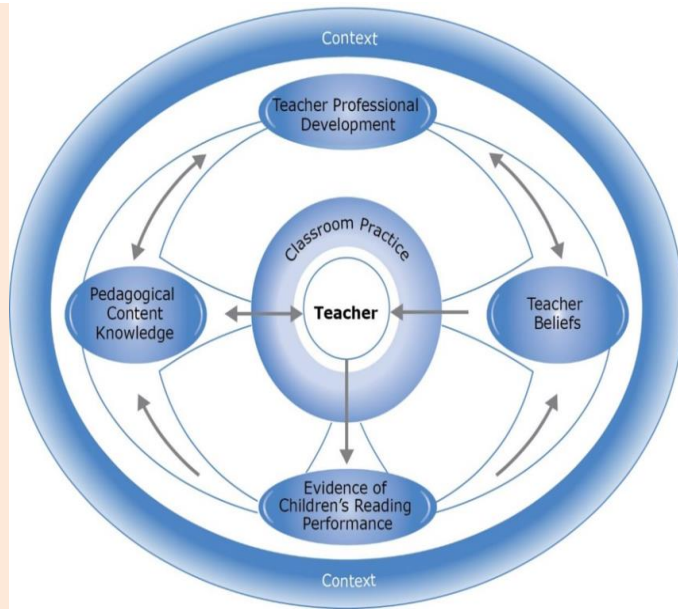 Context
Teacher Professional
Development
Classroom Practice
Pedagogical
Content
Knowledge
Teacher
Teacher
Beliefs
Evidence of
Children's Reading
Performance
Context